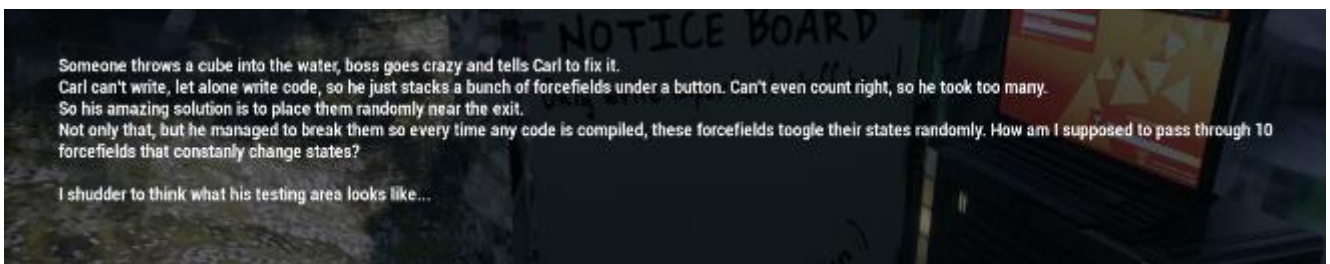 NOTICE BOARD
Someone throws a cube into the water, boss goes crazy and tells Carl to fix it.
Carl can't write, let alone write code, so he just stacks a bunch of forcefields under a button. Can't even count right, so he took too many.
So his amazing solution is to place them randomly near the exit.
Not only that, but he managed to break them so every time any code is compiled, these forcefields toogle their states randomly. How am I supposed to pass through 10
forcefields that constanly change states?
I shudder to think what his testing area looks like...